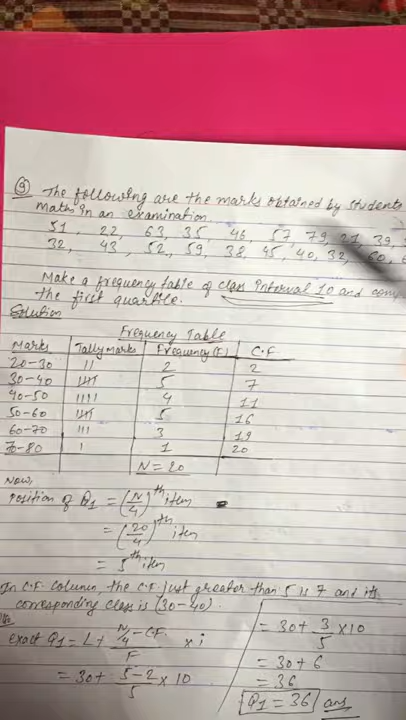 9 The following are the marks obtained by students
maths in an examination
51, 22, 63, 35, 46, 57, 79, 21, 39,
32, 43, 52, 59, 38, 45, 40, 32, 60,
Make a frequency table of class interval 10 and
the first quartile.
Solution
Frequency Table
Marks Tally Marks Frequency (F) C.F
20-30 || 2 2
30-40 |||| 5 7
40-50 |||| 4 11
50-60 |||| 5 16
60-70 ||| 3 19
70-80 | 1 20
N = 20
Now,
position of Q1 = (N/4)th item
= (20/4)th item
= 5th item
In C.F column, the C.F just greater than 5 is 7 and its
corresponding class is (30-40).
exact Q1 = L + (N/4 - CF)/F × i
= 30 + (5-2)/5 × 10
= 30 + 3/5 × 10
= 30 + 6
= 36
Q1 = 36 ans